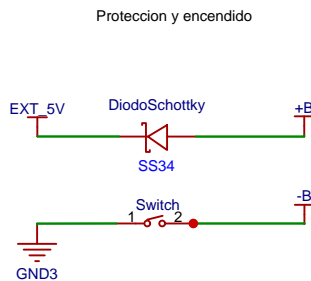 Proteccion y encendido
EXT_5V
DiodoSchottky
+B
SS34
Switch
-B
1
2
GND3